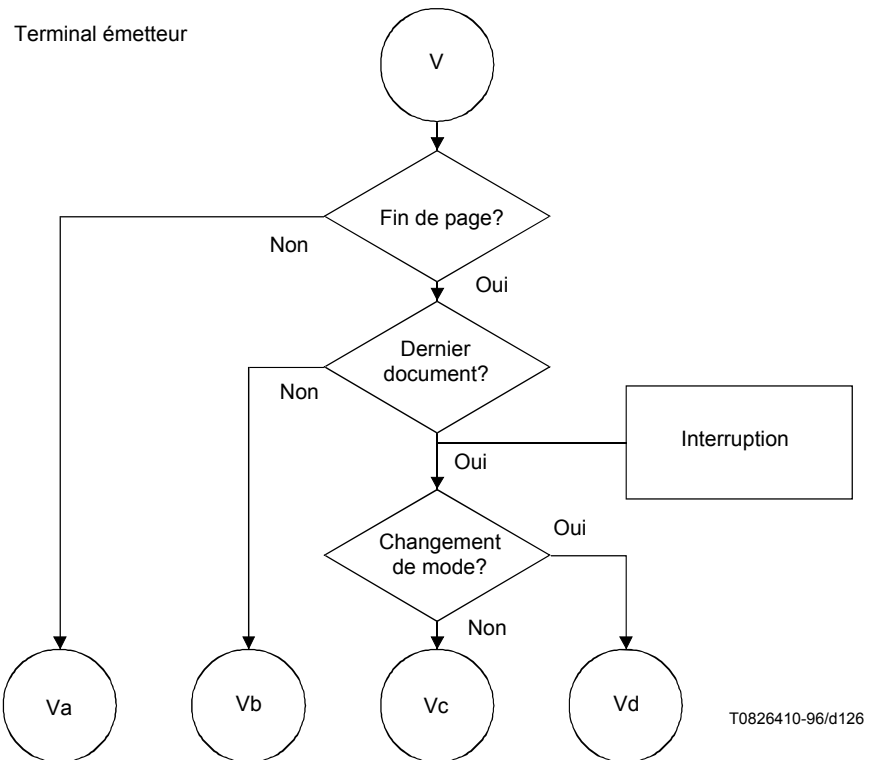 Terminal émetteur
V
Fin de page?
Non
Oui
Dernier
document?
Non
Interruption
Oui
Changement
de mode?
Oui
Non
Va
Vb
Vc
Vd
T0826410-96/d126